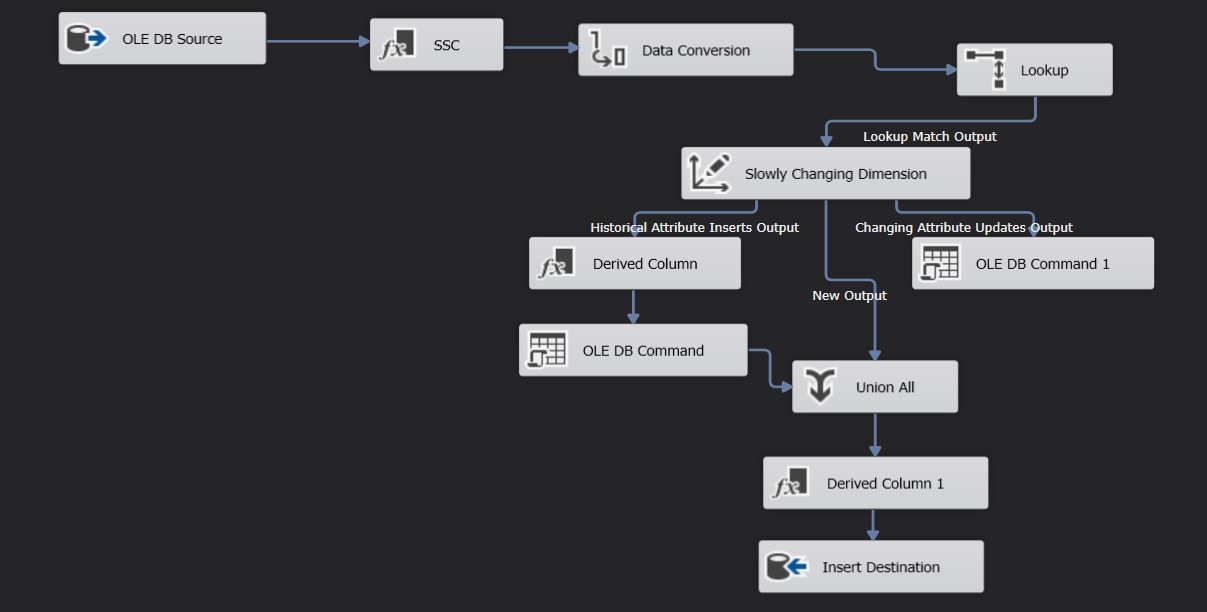 OLE DB Source
SSC
Data Conversion
Lookup
Lookup Match Output
Slowly Changing Dimension
Historical Attribute Inserts Output
Changing Attribute Updates Output
Derived Column
OLE DB Command 1
New Output
OLE DB Command
Union All
Derived Column 1
Insert Destination